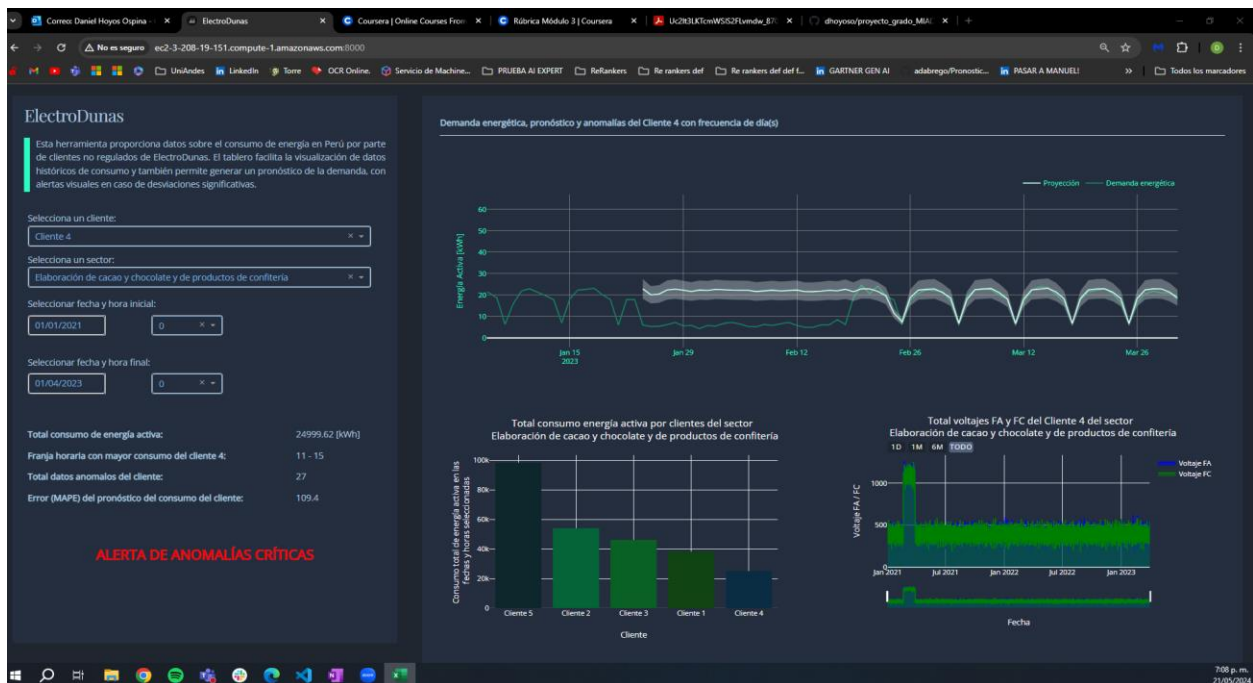 Correo: Daniel Hoyos Ospina -
ElectroDunas
Coursera | Online Courses From
Rúbrica Módulo 3 | Coursera
dhoyoso/proyecto_grado_MIA
No es seguro
ec2-3-208-19-151.compute-1.amazonaws.com:8000
UniAndes
LinkedIn
Torre
OCR Online.
Servicio de Machine...
PRUEBA AI EXPERT
ReRankers
Re rankers def
Re rankers def def f...
GARTNER GEN AI
adabrego/Pronostic...
PASAR A MANUEL!
»
Todos los marcadores
ElectroDunas
Esta herramienta proporciona datos sobre el consumo de energía en Perú por parte
de clientes no regulados de ElectroDunas. El tablero facilita la visualización de datos
históricos de consumo y también permite generar un pronóstico de la demanda, con
alertas visuales en caso de desviaciones significativas.
Selecciona un cliente:
Cliente 4
Selecciona un sector:
Elaboración de cacao y chocolate y de productos de confitería
Seleccionar fecha y hora inicial:
01/01/2021
0
Seleccionar fecha y hora final:
01/04/2023
0
Total consumo de energía activa: 24999.62 [kWh]
Franja horaria con mayor consumo del cliente 4: 11 - 15
Total datos anomalos del cliente: 27
Error (MAPE) del pronóstico del consumo del cliente: 109.4
ALERTA DE ANOMALÍAS CRÍTICAS
Demanda energética, pronóstico y anomalías del Cliente 4 con frecuencia de día(s)
Proyección
Demanda energética
Energía Activa [kWh]
60
50
40
30
20
10
0
Jan 15
2023
Jan 29
Feb 12
Feb 26
Mar 12
Mar 26
Total consumo energía activa por clientes del sector
Elaboración de cacao y chocolate y de productos de confitería
Consumo total de energía activa en las
fechas y horas seleccionadas
100k
80k
60k
40k
20k
0
Cliente 5
Cliente 2
Cliente 3
Cliente 1
Cliente 4
Cliente
Total voltajes FA y FC del Cliente 4 del sector
Elaboración de cacao y chocolate y de productos de confitería
1D
1M
6M
TODO
Voltaje FA
Voltaje FC
Voltaje FA / FC
1000
500
0
Jan 2021
Jul 2021
Jan 2022
Jul 2022
Jan 2023
Fecha
7:08 p. m.
21/05/2024